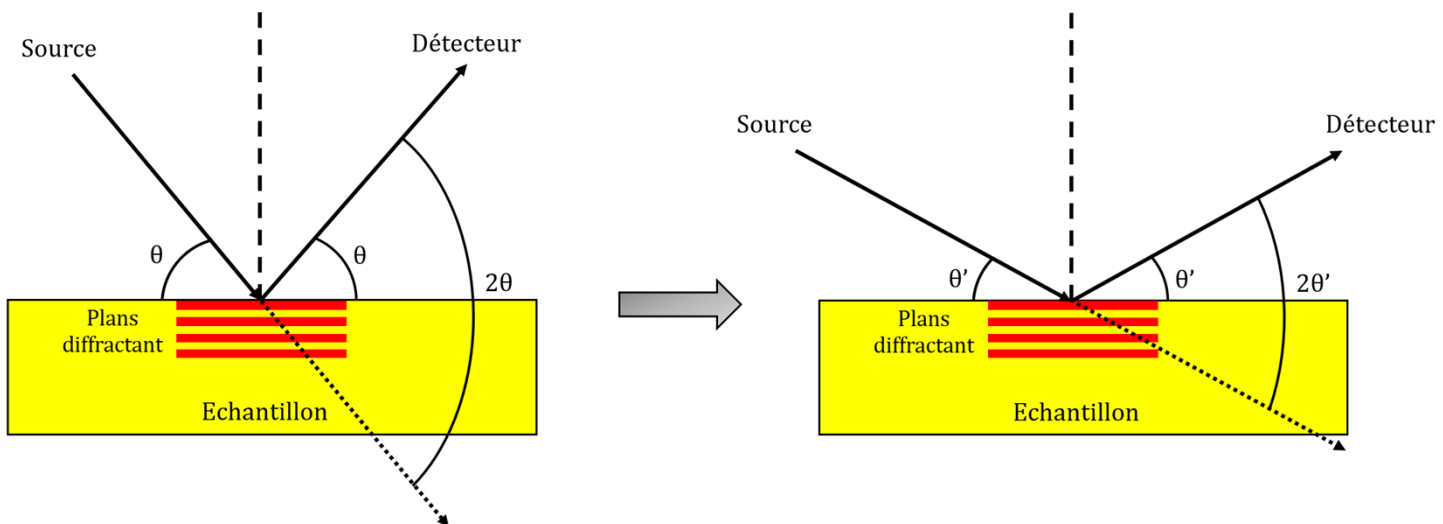 Source
Détecteur
θ
θ
2θ
Plans
diffractant
Echantillon
Source
Détecteur
θ’
θ’
2θ’
Plans
diffractant
Echantillon